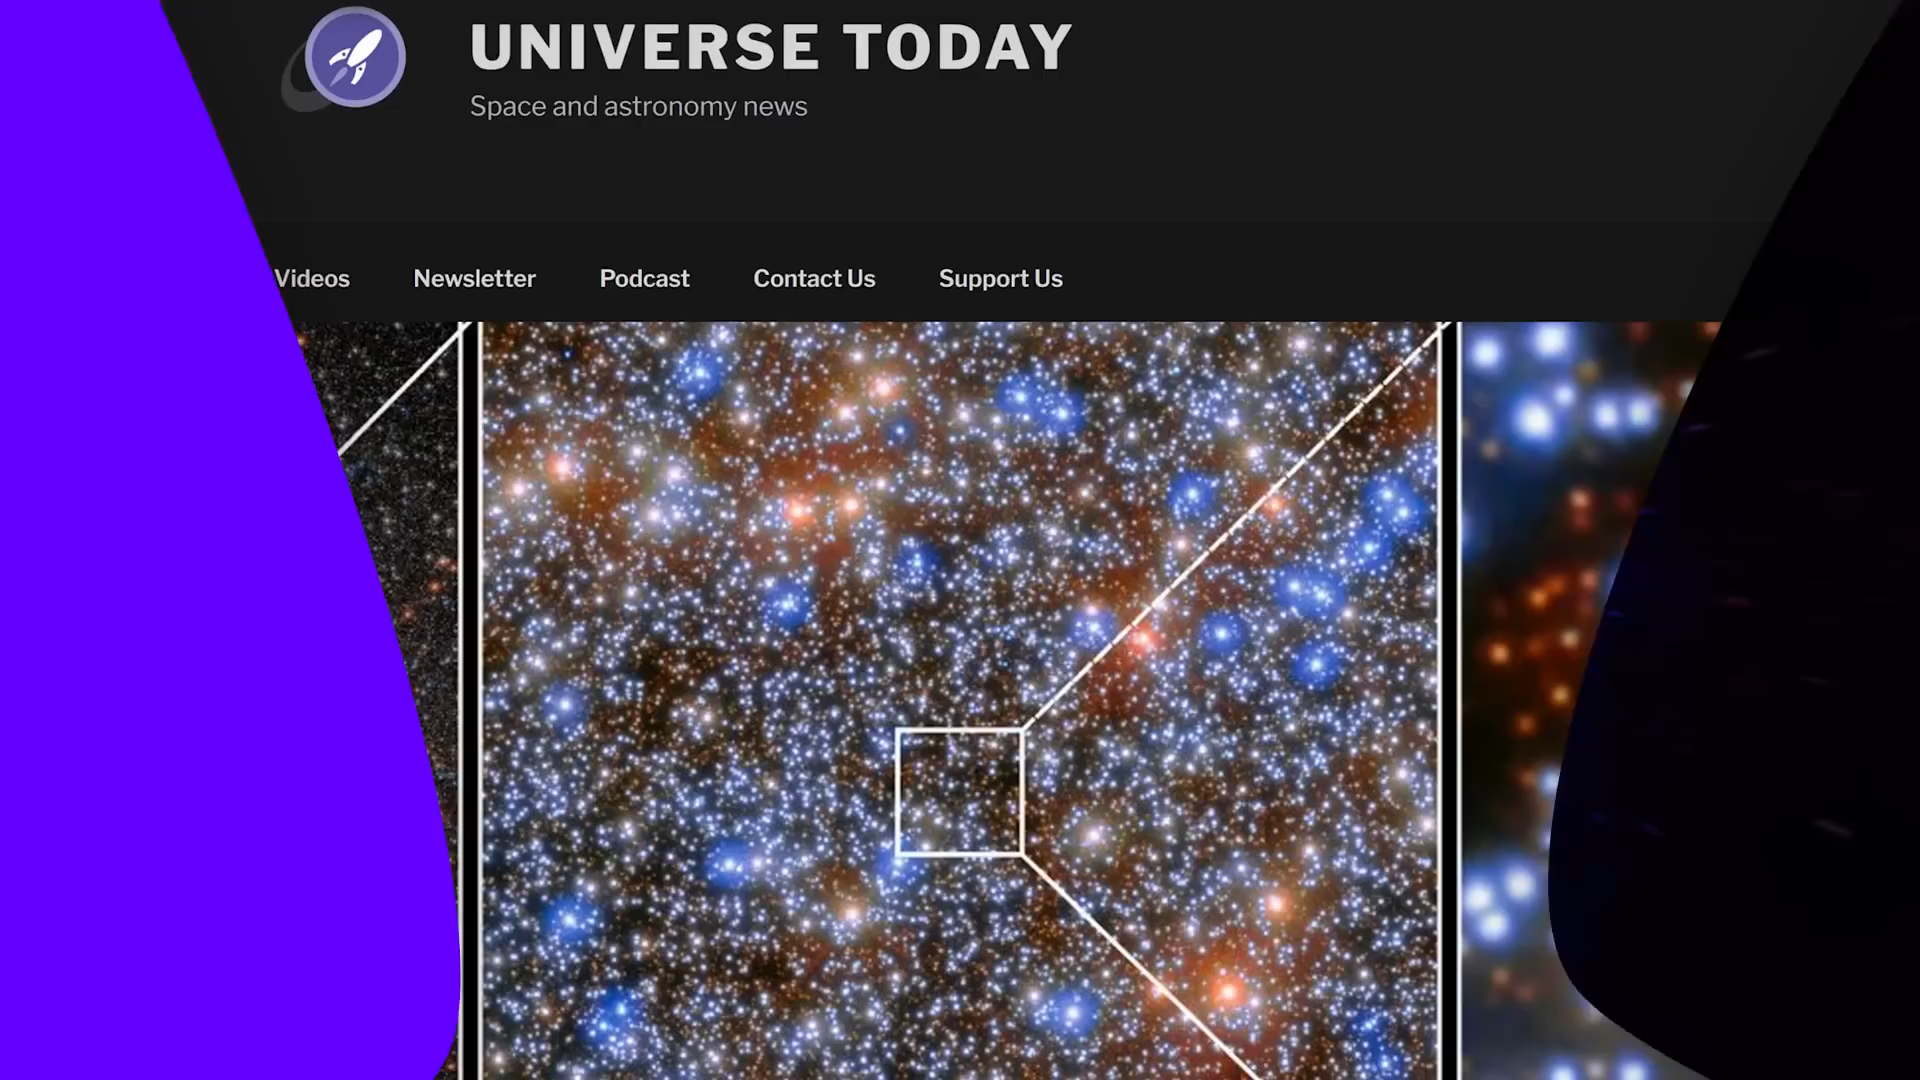 UNIVERSE TODAY
Space and astronomy news
Videos Newsletter Podcast Contact Us Support Us